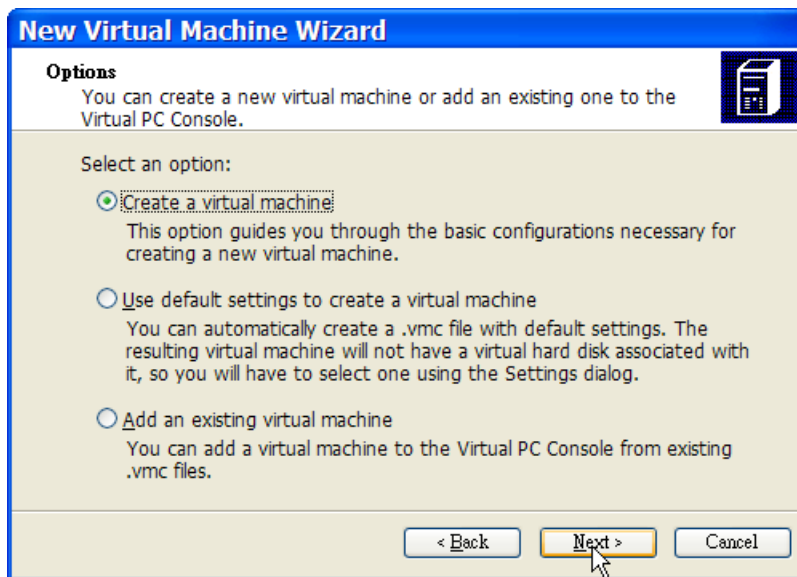 New Virtual Machine Wizard
Options
You can create a new virtual machine or add an existing one to the
Virtual PC Console.
Select an option:
Create a virtual machine
This option guides you through the basic configurations necessary for
creating a new virtual machine.
Use default settings to create a virtual machine
You can automatically create a .vmc file with default settings. The
resulting virtual machine will not have a virtual hard disk associated with
it, so you will have to select one using the Settings dialog.
Add an existing virtual machine
You can add a virtual machine to the Virtual PC Console from existing
.vmc files.
< Back Next > Cancel